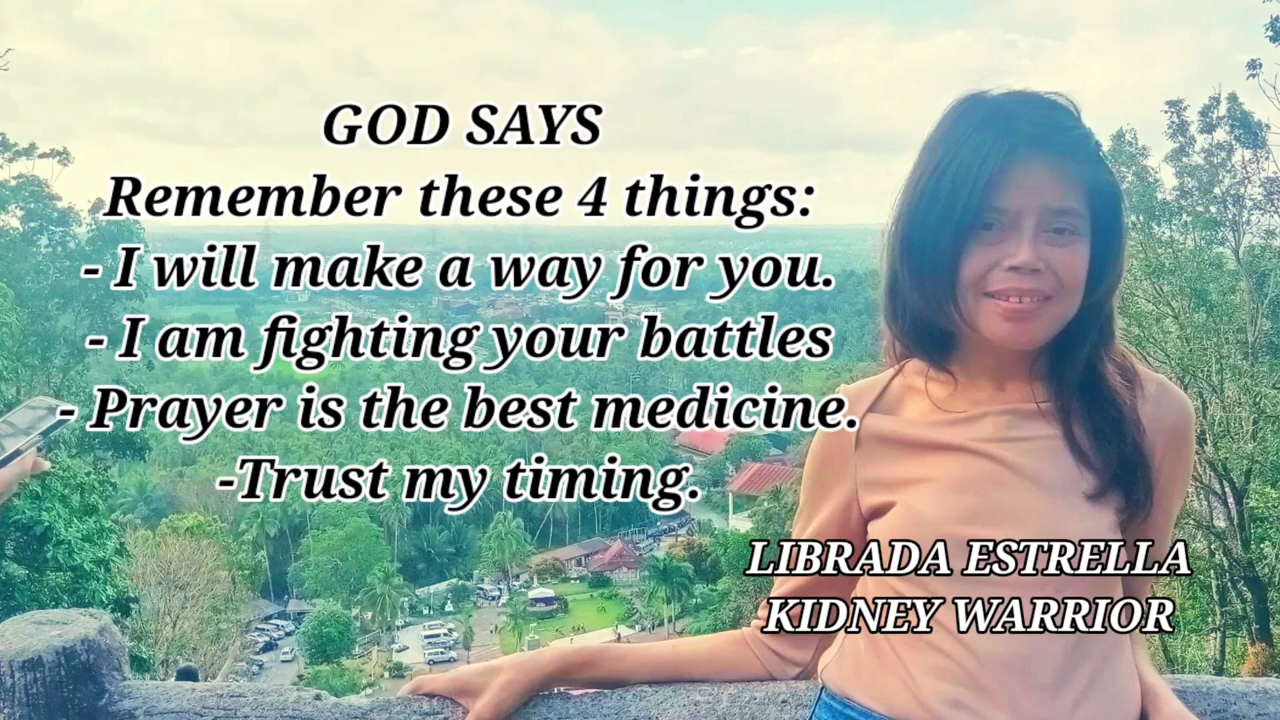 GOD SAYS
Remember these 4 things:
- I will make a way for you.
- I am fighting your battles
- Prayer is the best medicine.
-Trust my timing.
LIBRADA ESTRELLA
KIDNEY WARRIOR